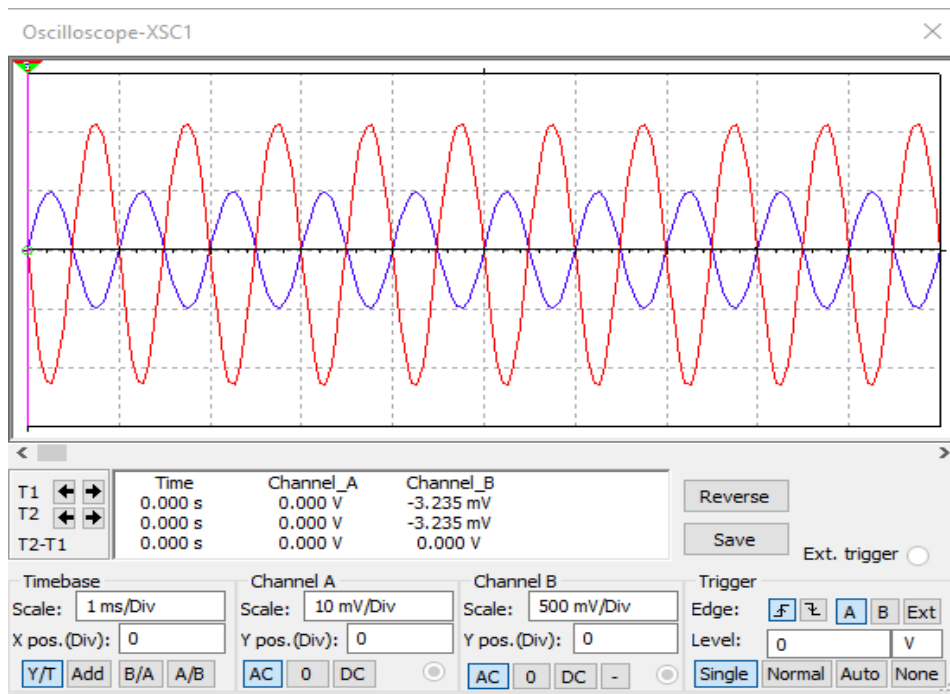 Oscilloscope-XSC1
Time Channel_A Channel_B
T1 0.000 s 0.000 V -3.235 mV
T2 0.000 s 0.000 V -3.235 mV
T2-T1 0.000 s 0.000 V 0.000 V
Reverse
Save
Ext. trigger
Timebase Channel A Channel B Trigger
Scale: 1 ms/Div Scale: 10 mV/Div Scale: 500 mV/Div Edge: A B Ext
X pos.(Div): 0 Y pos.(Div): 0 Y pos.(Div): 0 Level: 0 V
Y/T Add B/A A/B AC 0 DC AC 0 DC - Single Normal Auto None